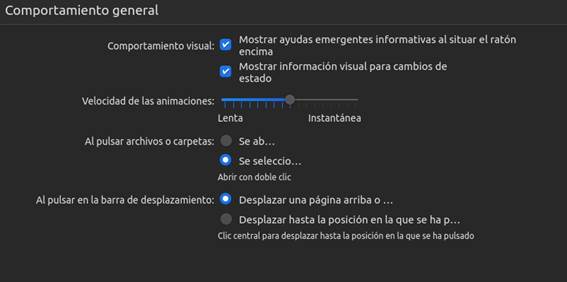 Comportamiento general
Comportamiento visual:
Mostrar ayudas emergentes informativas al situar el ratón
encima
Mostrar información visual para cambios de
estado
Velocidad de las animaciones:
Lenta
Instantánea
Al pulsar archivos o carpetas:
Se ab…
Se seleccio…
Abrir con doble clic
Al pulsar en la barra de desplazamiento:
Desplazar una página arriba o …
Desplazar hasta la posición en la que se ha p…
Clic central para desplazar hasta la posición en la que se ha pulsado